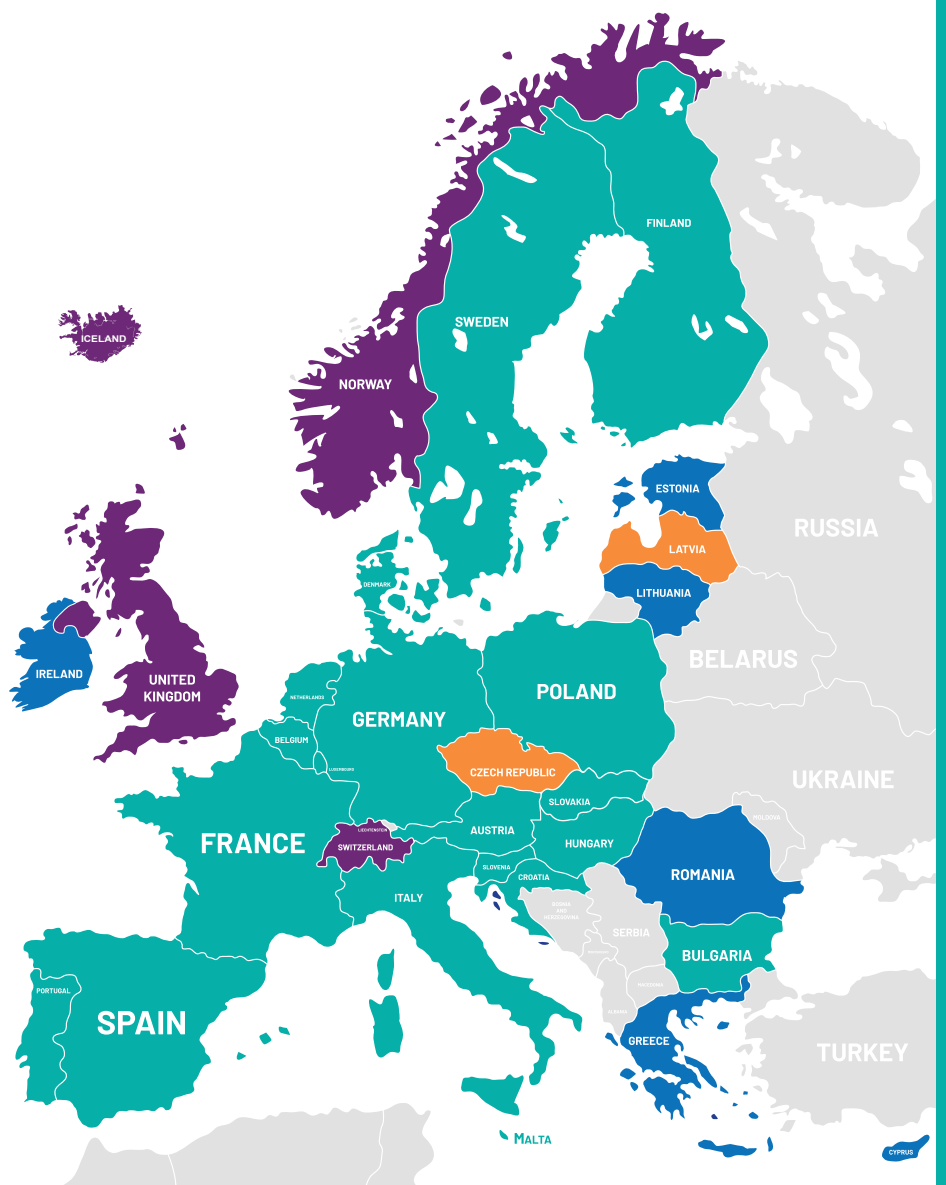 FINLAND
SWEDEN
ICELAND
NORWAY
ESTONIA
RUSSIA
LATVIA
DENMARK
LITHUANIA
BELARUS
IRELAND
UNITED
KINGDOM
POLAND
NETHERLANDS
GERMANY
BELGIUM
LUXEMBOURG
CZECH REPUBLIC
UKRAINE
SLOVAKIA
MOLDOVA
LIECHTENSTEIN
AUSTRIA
FRANCE
SWITZERLAND
HUNGARY
SLOVENIA
ROMANIA
CROATIA
ITALY
BOSNIA
AND
HERZEGOVINA
SERBIA
BULGARIA
PORTUGAL
MACEDONIA
ALBANIA
SPAIN
GREECE
TURKEY
MALTA
CYPRUS